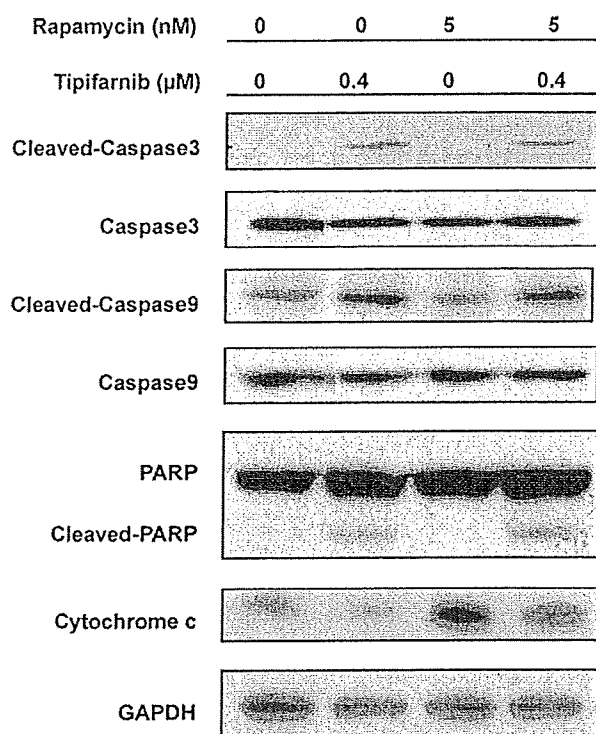 Rapamycin (nM) 0 0 5 5
Tipifarnib (µM) 0 0.4 0 0.4
Cleaved-Caspase3
Caspase3
Cleaved-Caspase9
Caspase9
PARP
Cleaved-PARP
Cytochrome c
GAPDH